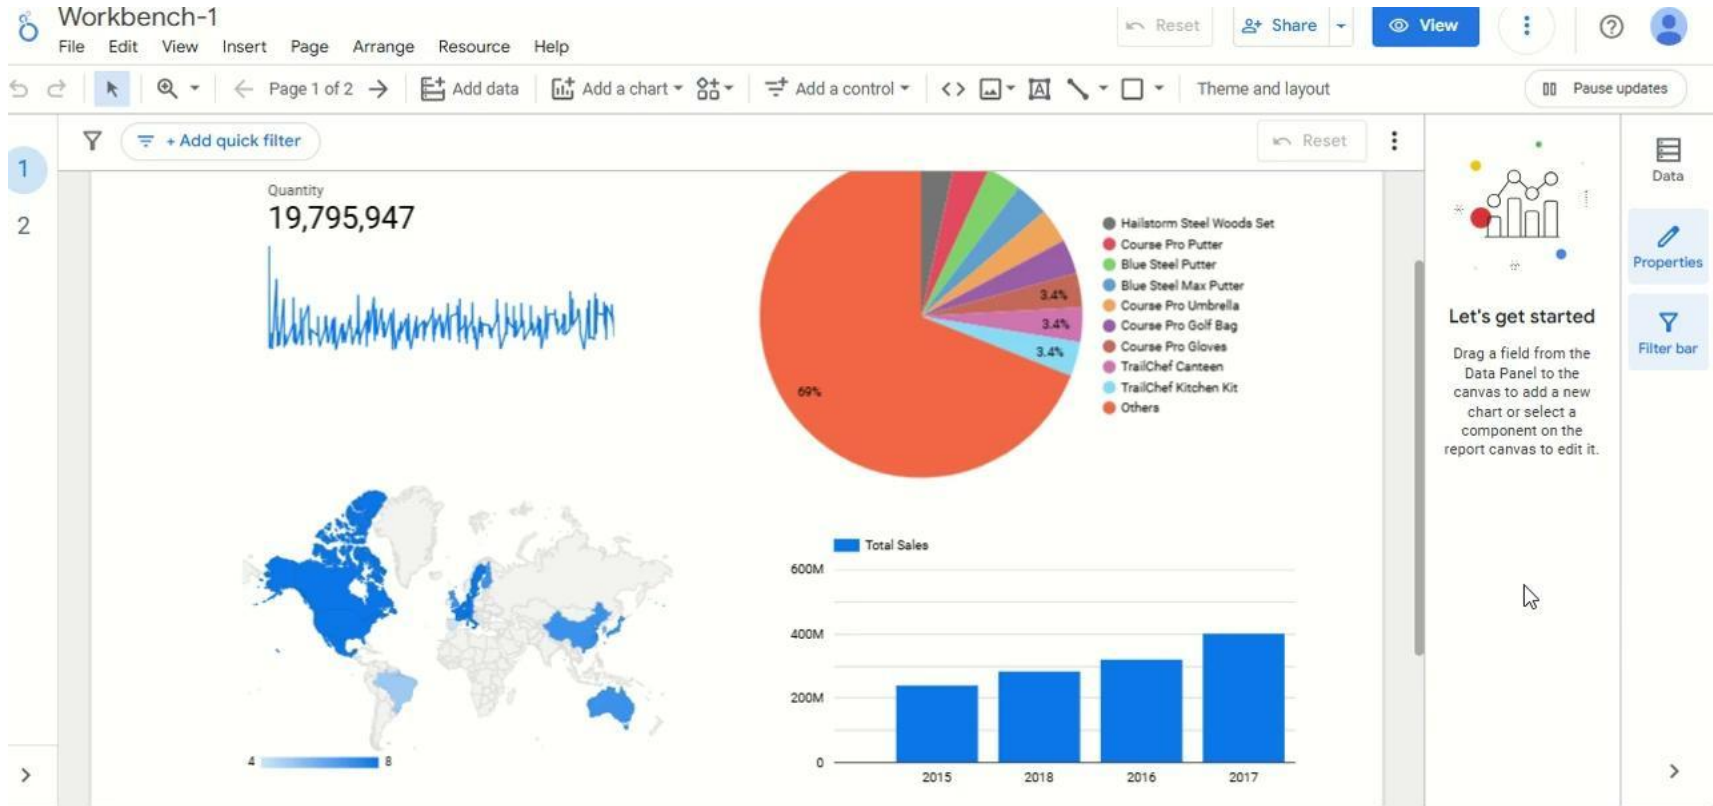 Workbench-1
File Edit View Insert Page Arrange Resource Help
Reset
Share
View
Page 1 of 2
Add data
Add a chart
Add a control
Theme and layout
Pause updates
+ Add quick filter
Reset
1
2
Quantity
19,795,947
3.4%
3.4%
3.4%
69%
Hailstorm Steel Woods Set
Course Pro Putter
Blue Steel Putter
Blue Steel Max Putter
Course Pro Umbrella
Course Pro Golf Bag
Course Pro Gloves
TrailChef Canteen
TrailChef Kitchen Kit
Others
4 8
Total Sales
600M
400M
200M
0
2015 2018 2016 2017
Let's get started
Drag a field from the
Data Panel to the
canvas to add a new
chart or select a
component on the
report canvas to edit it.
Data
Properties
Filter bar